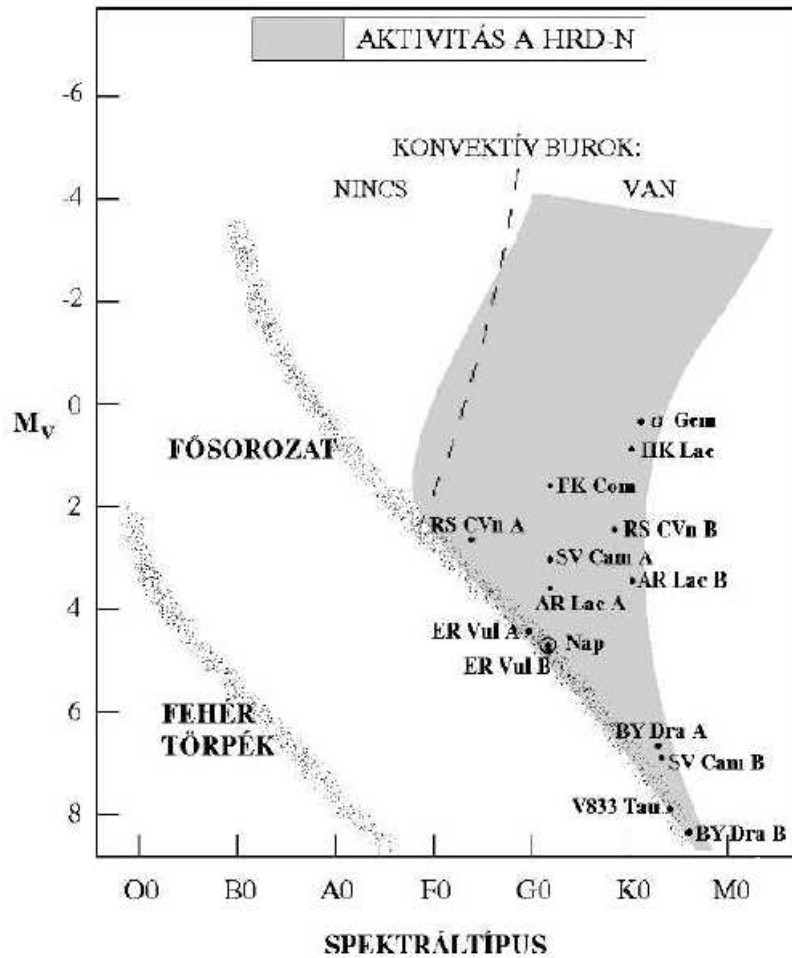 AKTIVITÁS A HRD-N
KONVEKTÍV BUROK:
NINCS VAN
-6
-4
-2
0
2
4
6
8
Mv
FŐSOROZAT
FEHÉR
TÖRPÉK
Gem
HK Lac
FK Com
RS CVn A
RS CVn B
SV Cam A
AR Lac B
AR Lac A
ER Vul A
Nap
ER Vul B
BY Dra A
SV Cam B
V833 Tau
BY Dra B
O0 B0 A0 F0 G0 K0 M0
SPEKTRÁLTÍPUS